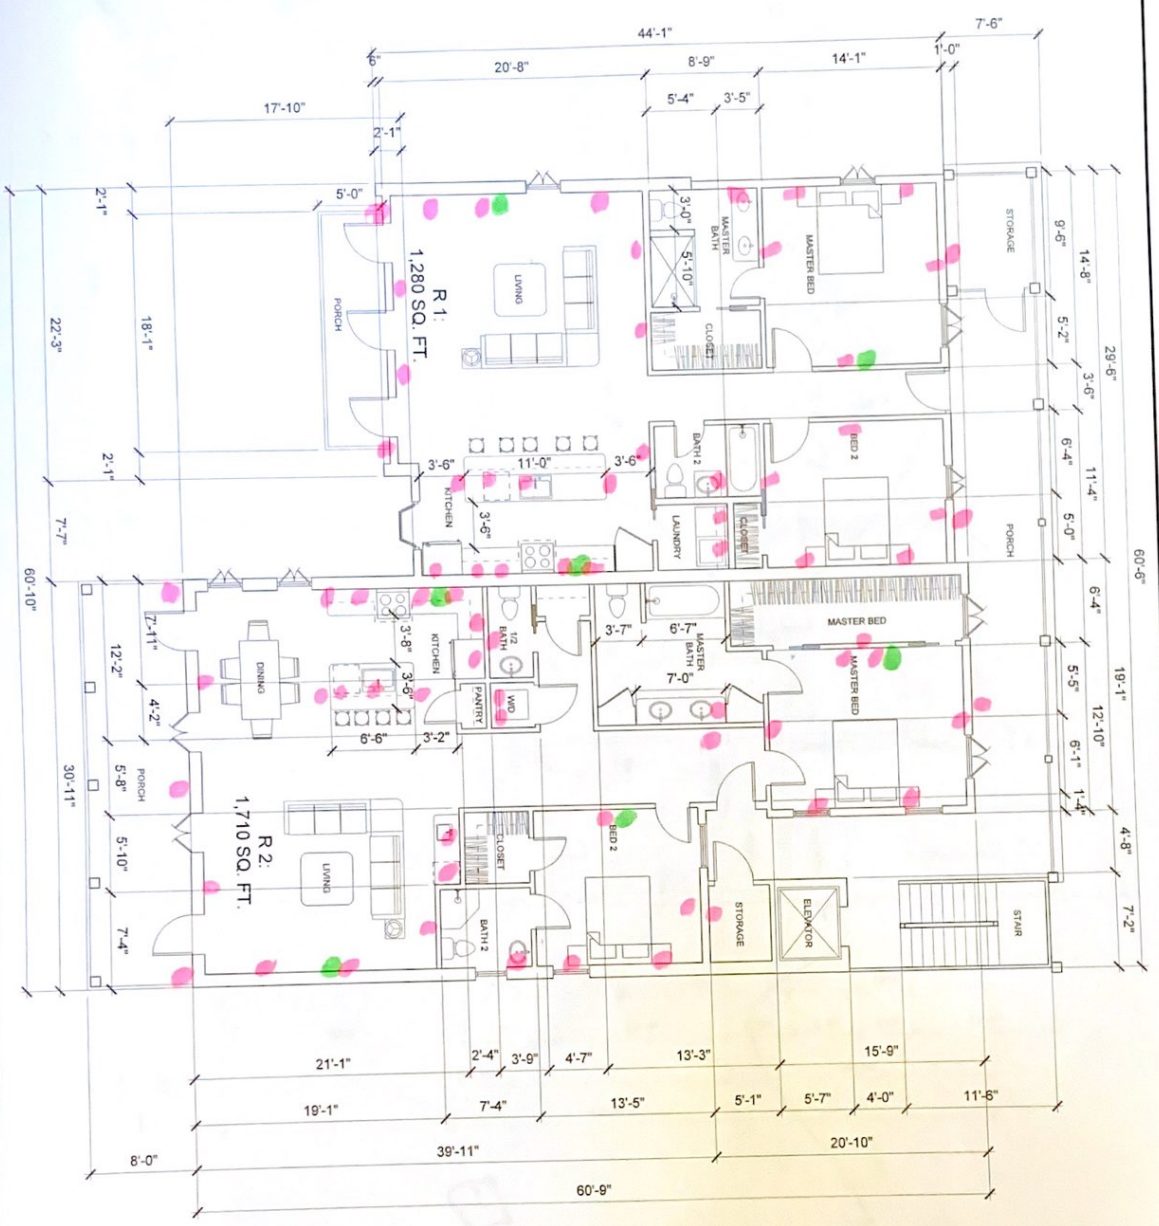 44'-1"
7'-6"
6"
20'-8"
8'-9"
14'-1"
1'-0"
5'-4"
3'-5"
17'-10"
2'-1"
5'-0"
2'-1"
18'-1"
22'-3"
2'-1"
7'-7"
60'-10"
PORCH
R 1:
1,280 SQ. FT.
LIVING
3'-0"
5'-10"
MASTER
BATH
CLOSET
MASTER BED
STORAGE
9'-6"
14'-8"
5'-2"
29'-6"
3'-6"
6'-4"
11'-4"
5'-0"
PORCH
60'-6"
BATH 2
BED 2
3'-6"
11'-0"
3'-6"
KITCHEN
3'-6"
LAUNDRY
CLOSET
7'-11"
12'-2"
4'-2"
DINING
3'-8"
KITCHEN
3'-6"
1/2
BATH
3'-7"
6'-7"
MASTER
BATH
7'-0"
MASTER BED
MASTER BED
6'-4"
5'-5"
19'-1"
12'-10"
6'-1"
1'-4"
PANTRY
W/D
6'-6"
3'-2"
5'-8"
PORCH
30'-11"
5'-10"
7'-4"
R 2:
1,710 SQ. FT.
LIVING
CLOSET
BED 2
BATH 2
STORAGE
ELEVATOR
STAIR
4'-8"
7'-2"
21'-1"
2'-4"
3'-9"
4'-7"
13'-3"
15'-9"
19'-1"
7'-4"
13'-5"
5'-1"
5'-7"
4'-0"
11'-6"
8'-0"
39'-11"
20'-10"
60'-9"